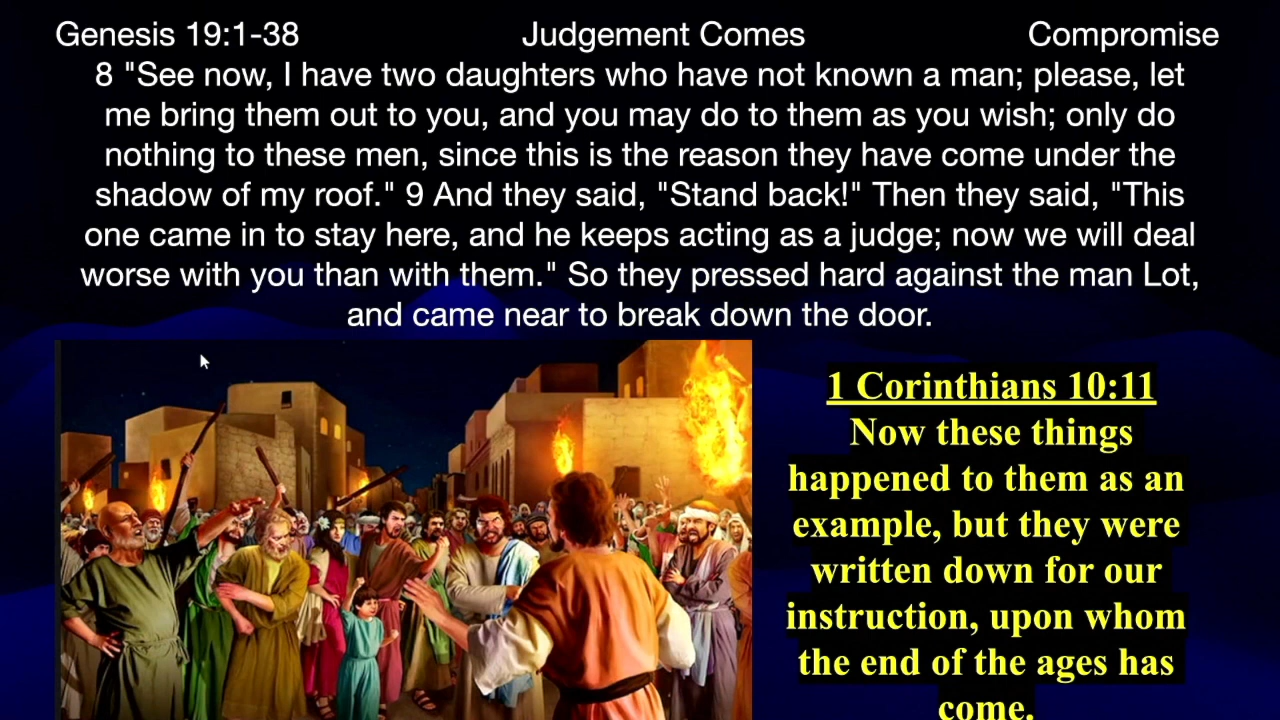 Genesis 19:1-38 Judgement Comes Compromise
8 "See now, I have two daughters who have not known a man; please, let
me bring them out to you, and you may do to them as you wish; only do
nothing to these men, since this is the reason they have come under the
shadow of my roof." 9 And they said, "Stand back!" Then they said, "This
one came in to stay here, and he keeps acting as a judge; now we will deal
worse with you than with them." So they pressed hard against the man Lot,
and came near to break down the door.
1 Corinthians 10:11
Now these things
happened to them as an
example, but they were
written down for our
instruction, upon whom
the end of the ages has
come.